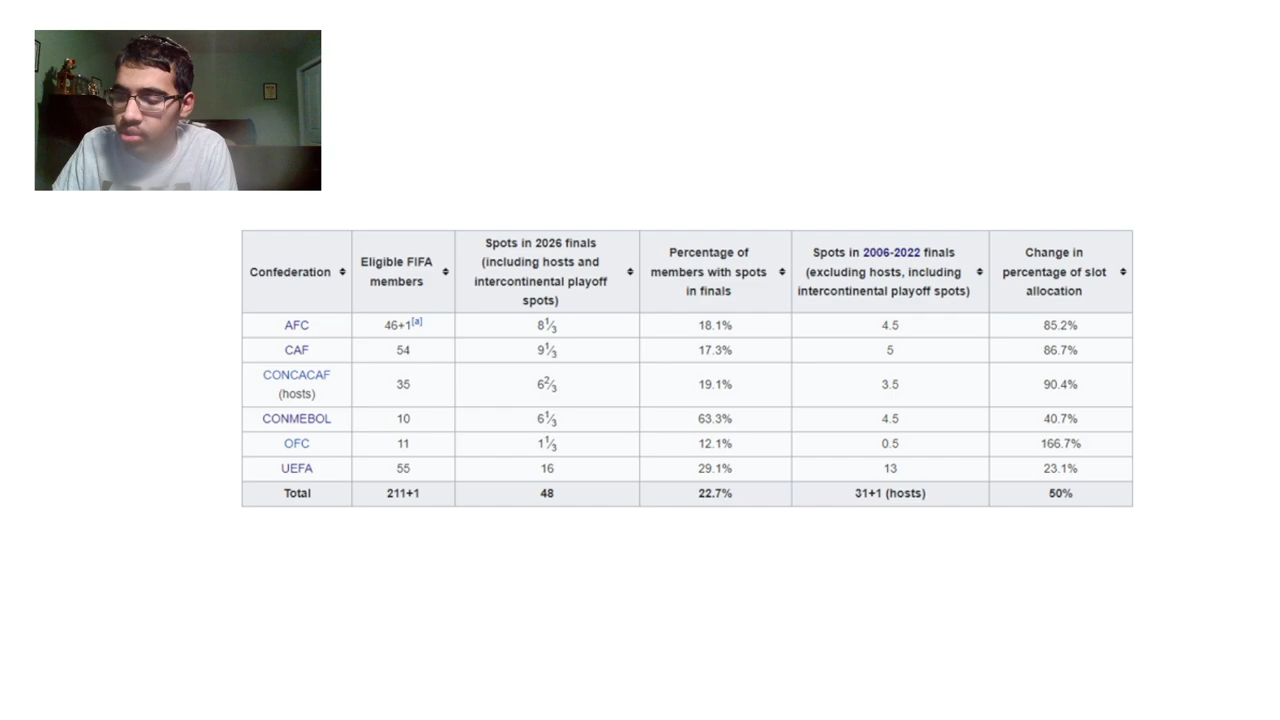 Confederation
Eligible FIFA
members
Spots in 2026 finals
(including hosts and
intercontinental playoff
spots)
Percentage of
members with spots
in finals
Spots in 2006-2022 finals
(excluding hosts, including
intercontinental playoff spots)
Change in
percentage of slot
allocation
AFC 46+1[a] 8⅓ 18.1% 4.5 85.2%
CAF 54 9⅓ 17.3% 5 86.7%
CONCACAF
(hosts) 35 6⅔ 19.1% 3.5 90.4%
CONMEBOL 10 6⅓ 63.3% 4.5 40.7%
OFC 11 1⅓ 12.1% 0.5 166.7%
UEFA 55 16 29.1% 13 23.1%
Total 211+1 48 22.7% 31+1 (hosts) 50%